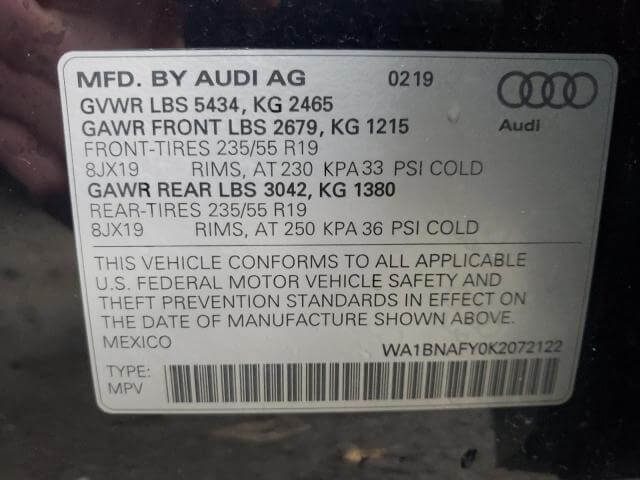 MFD. BY AUDI AG 0219
Audi
GVWR LBS 5434, KG 2465
GAWR FRONT LBS 2679, KG 1215
FRONT-TIRES 235/55 R19
8JX19 RIMS, AT 230 KPA 33 PSI COLD
GAWR REAR LBS 3042, KG 1380
REAR-TIRES 235/55 R19
8JX19 RIMS, AT 250 KPA 36 PSI COLD
THIS VEHICLE CONFORMS TO ALL APPLICABLE
U.S. FEDERAL MOTOR VEHICLE SAFETY AND
THEFT PREVENTION STANDARDS IN EFFECT ON
THE DATE OF MANUFACTURE SHOWN ABOVE.
MEXICO WA1BNAFY0K2072122
TYPE:
MPV